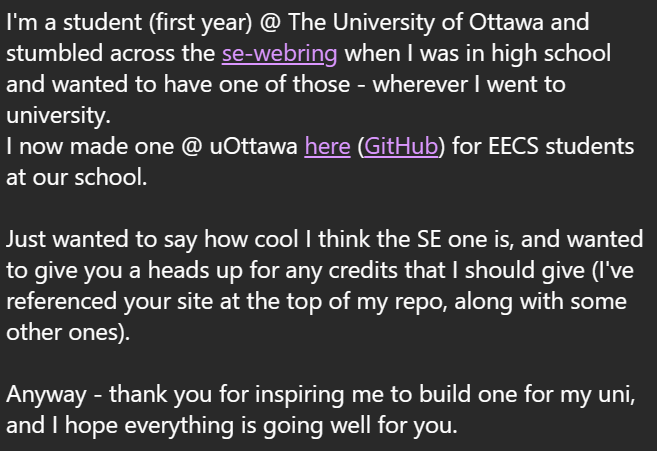 I'm a student (first year) @ The University of Ottawa and
stumbled across the se-webring when I was in high school
and wanted to have one of those - wherever I went to
university.
I now made one @ uOttawa here (GitHub) for EECS students
at our school.
Just wanted to say how cool I think the SE one is, and wanted
to give you a heads up for any credits that I should give (I've
referenced your site at the top of my repo, along with some
other ones).
Anyway - thank you for inspiring me to build one for my uni,
and I hope everything is going well for you.